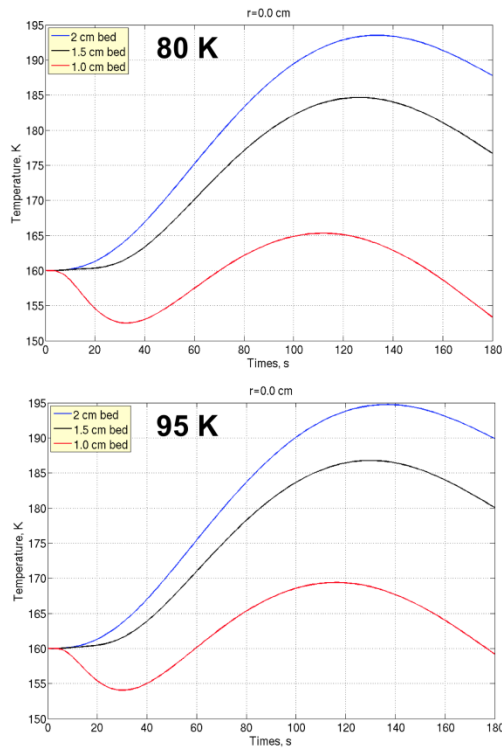 r=0.0 cm
2 cm bed
1.5 cm bed
1.0 cm bed
80 K
195
190
185
180
175
170
165
160
155
150
Temperature, K
0 20 40 60 80 100 120 140 160 180
Times, s
r=0.0 cm
2 cm bed
1.5 cm bed
1.0 cm bed
95 K
195
190
185
180
175
170
165
160
155
150
Temperature, K
0 20 40 60 80 100 120 140 160 180
Times, s